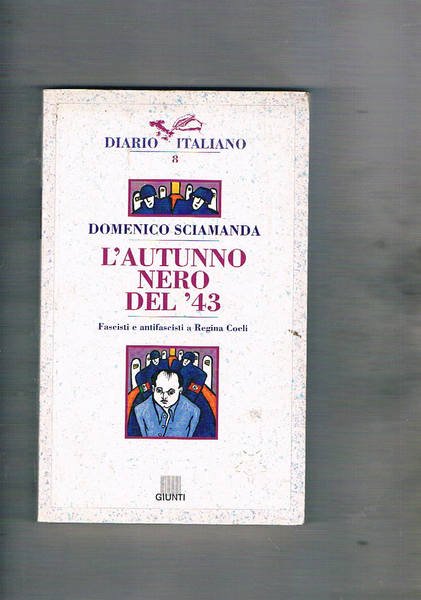 DIARIO ITALIANO
8
DOMENICO SCIAMANDA
L'AUTUNNO
NERO
DEL '43
Fascisti e antifascisti a Regina Coeli
GIUNTI